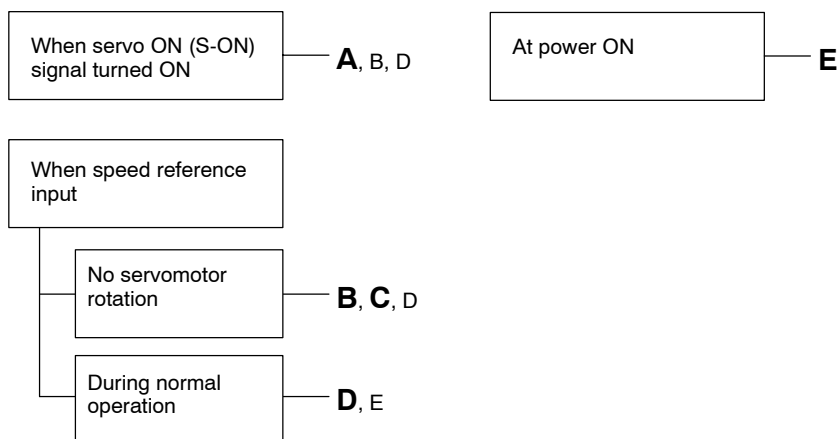 When servo ON (S-ON)
signal turned ON
A, B, D
At power ON
E
When speed reference
input
No servomotor
rotation
B, C, D
During normal
operation
D, E